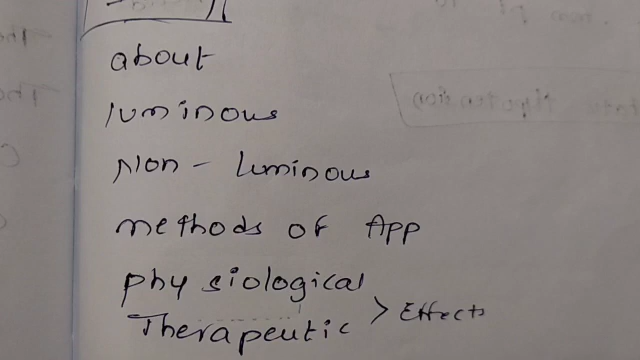 about
luminous
Non - luminous
methods of App
physiological
Therapeutic > Effects